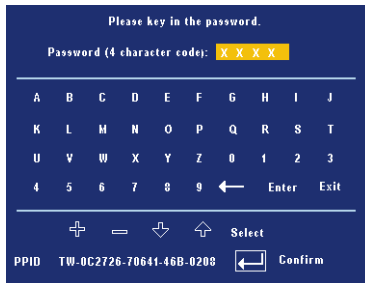 Please key in the password.
Password (4 character code): X X X X
A B C D E F G H I J
K L M N O P Q R S T
U V W X Y Z 0 1 2 3
4 5 6 7 8 9 ← Enter Exit
Select
PPID TW-0C2726-70641-46B-0208 Confirm